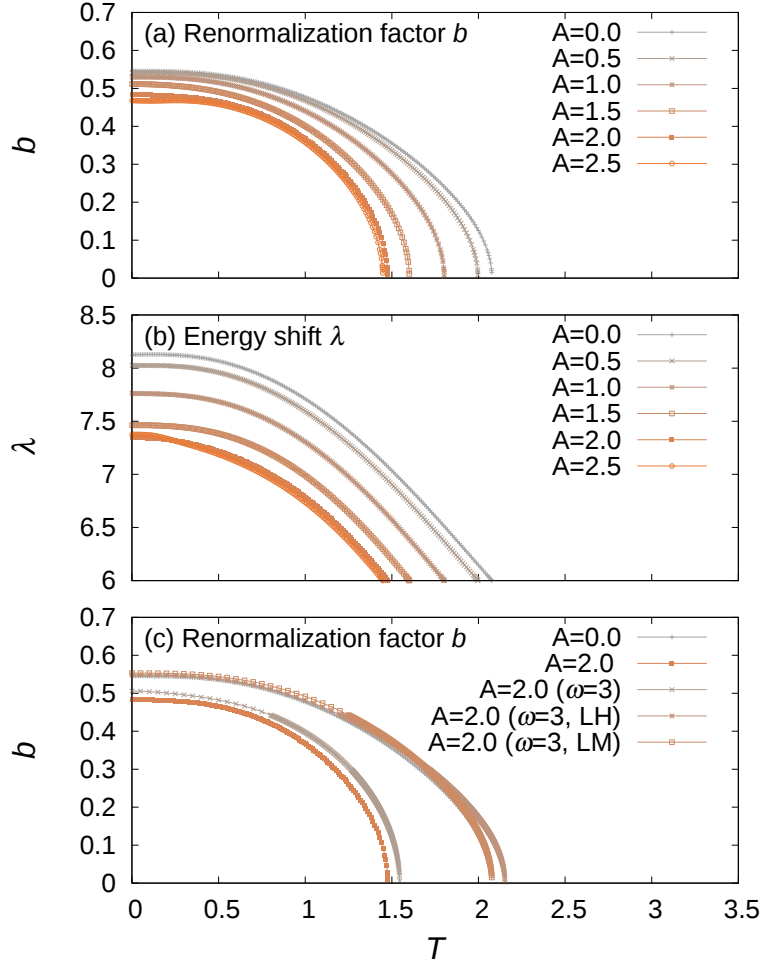 0.7
(a) Renormalization factor b
A=0.0
0.6
A=0.5
0.5
A=1.0
0.4
A=1.5
b
0.3
A=2.0
0.2
A=2.5
0.1
0
8.5
(b) Energy shift λ
A=0.0
8
A=0.5
A=1.0
7.5
A=1.5
λ
7
A=2.0
A=2.5
6.5
6
0.7
(c) Renormalization factor b
A=0.0
0.6
A=2.0
0.5
A=2.0 (ω=3)
0.4
A=2.0 (ω=3, LH)
b
A=2.0 (ω=3, LM)
0.3
0.2
0.1
0
0 0.5 1 1.5 2 2.5 3 3.5
T